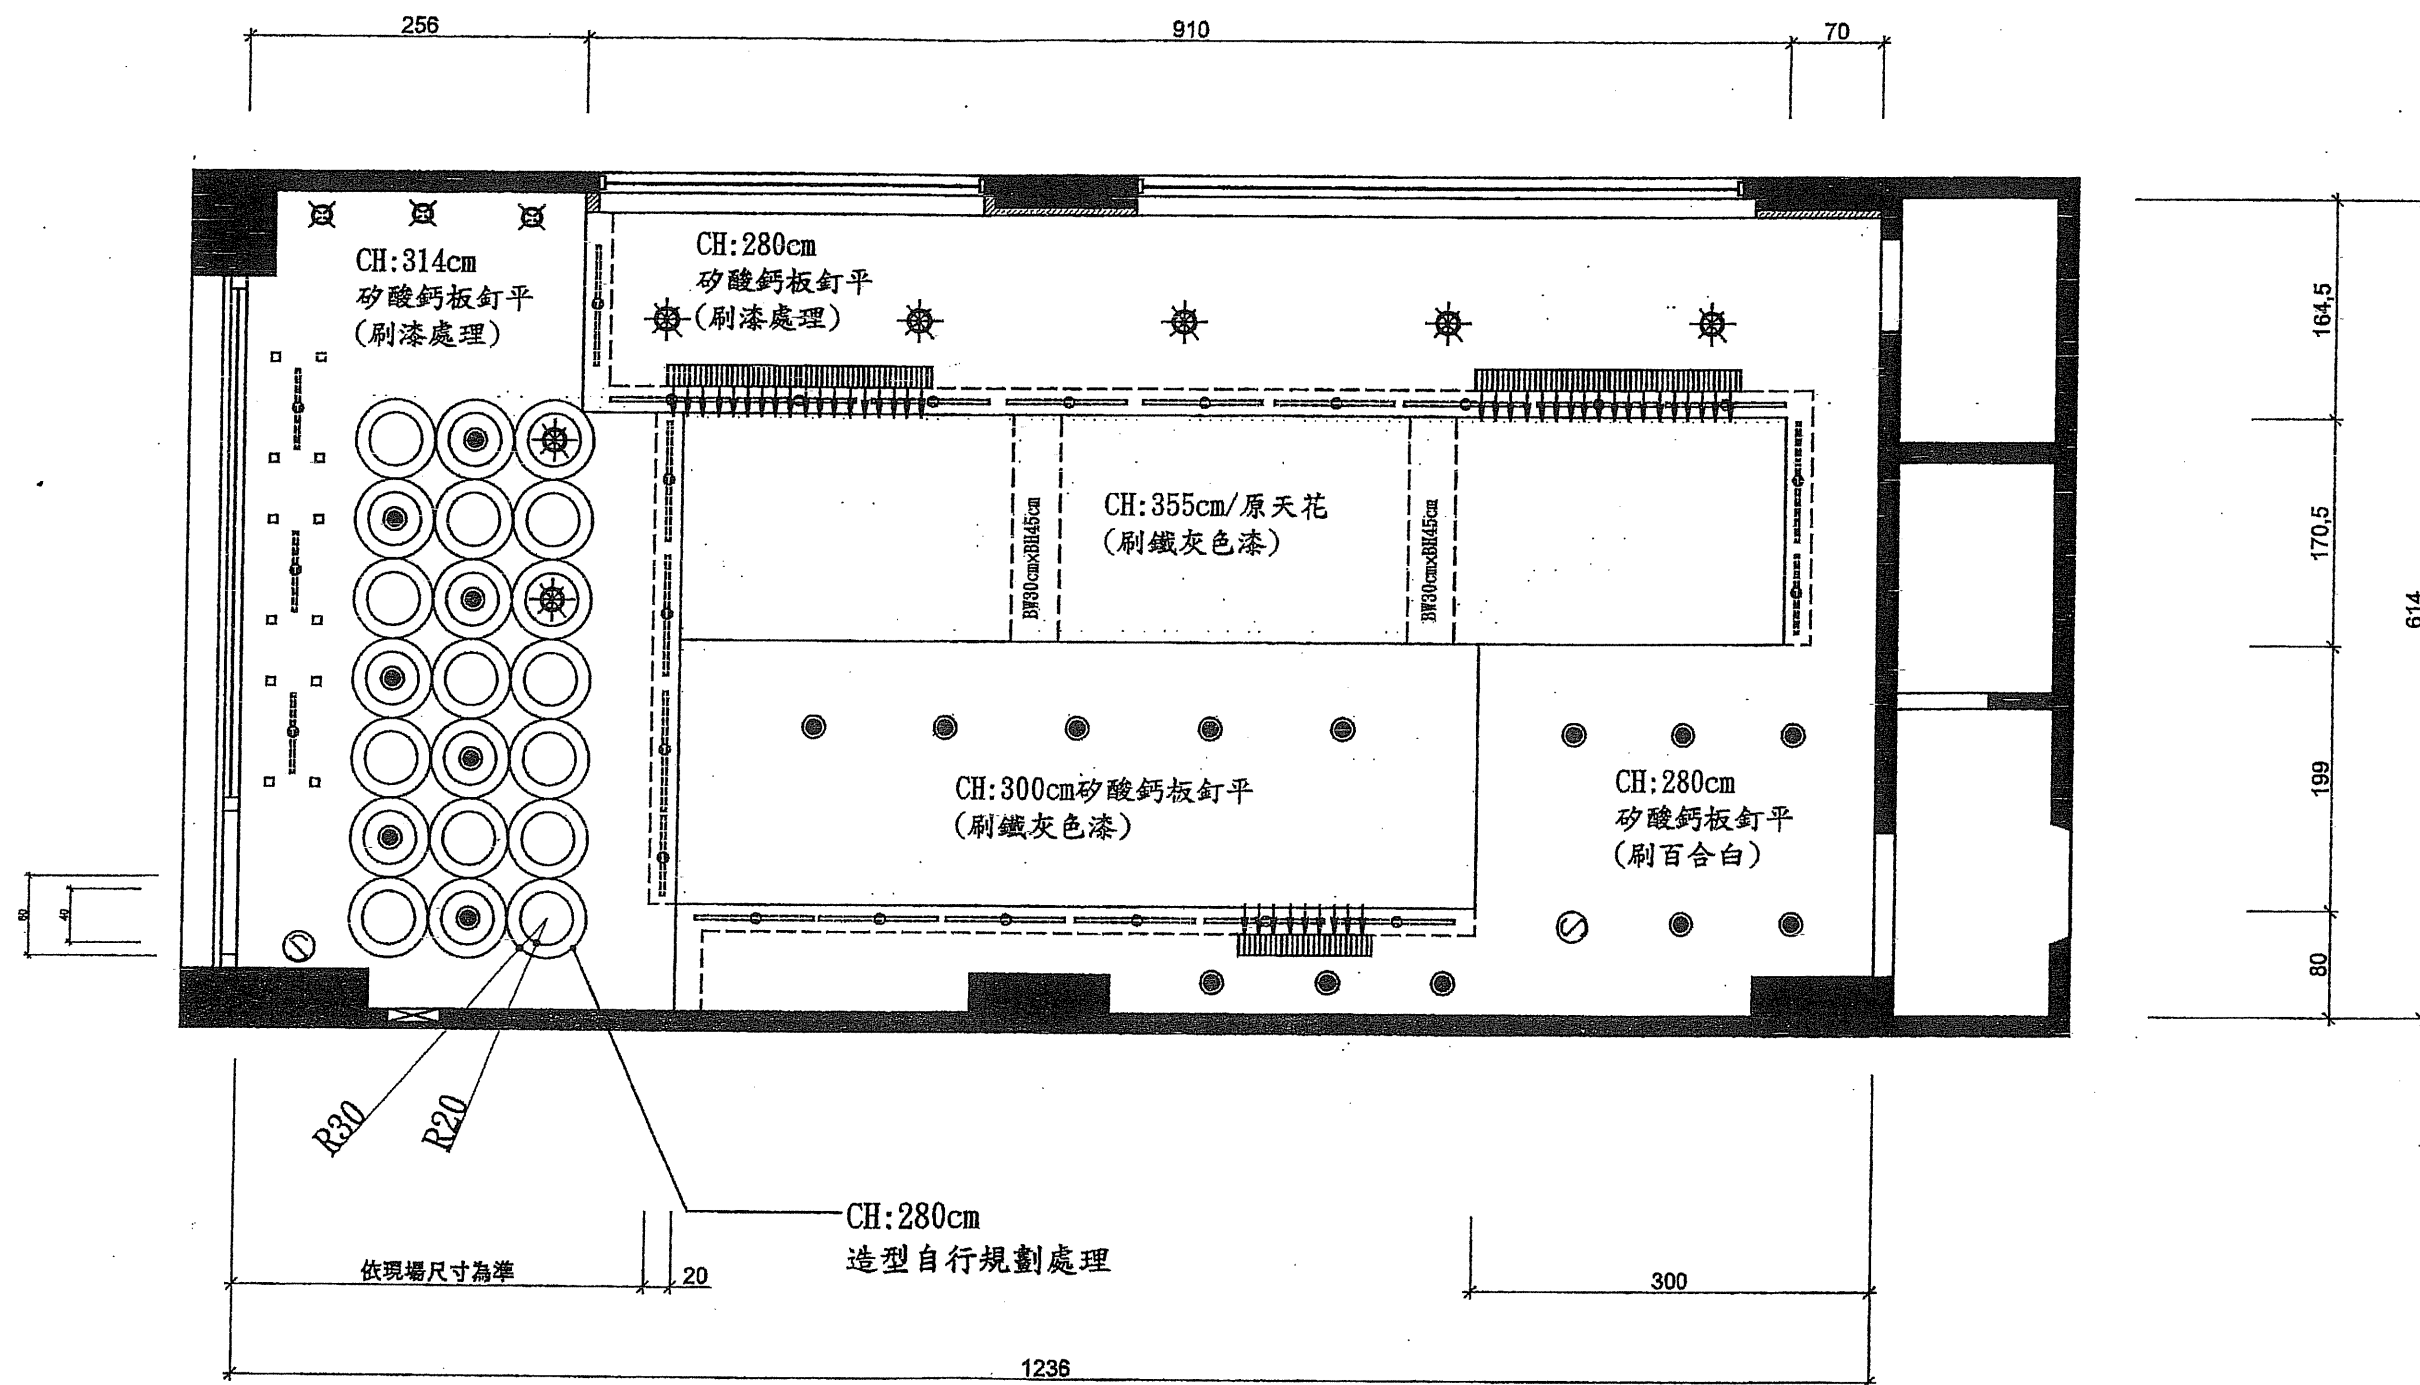 256
910
70
CH:314cm
矽酸鈣板釘平
(刷漆處理)
CH:280cm
矽酸鈣板釘平
(刷漆處理)
164,5
170,5
199
80
614
BW30cmxBH45cm
CH:355cm/原天花
(刷鐵灰色漆)
BW30cmxBH45cm
CH:300cm矽酸鈣板釘平
(刷鐵灰色漆)
CH:280cm
矽酸鈣板釘平
(刷百合白)
60
40
R30
R20
CH:280cm
造型自行規劃處理
依現場尺寸為準
20
300
1236